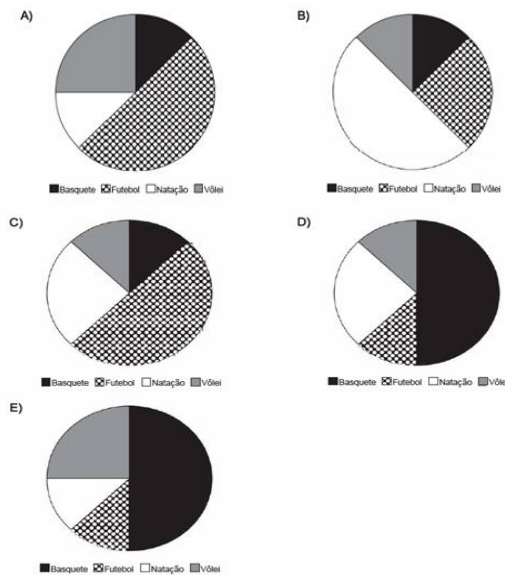 A)
B)
Basquete Futebol Natação Vôlei
Basquete Futebol Natação Vôlei
C)
D)
Basquete Futebol Natação Vôlei
Basquete Futebol Natação Vôlei
E)
Basquete Futebol Natação Vôlei